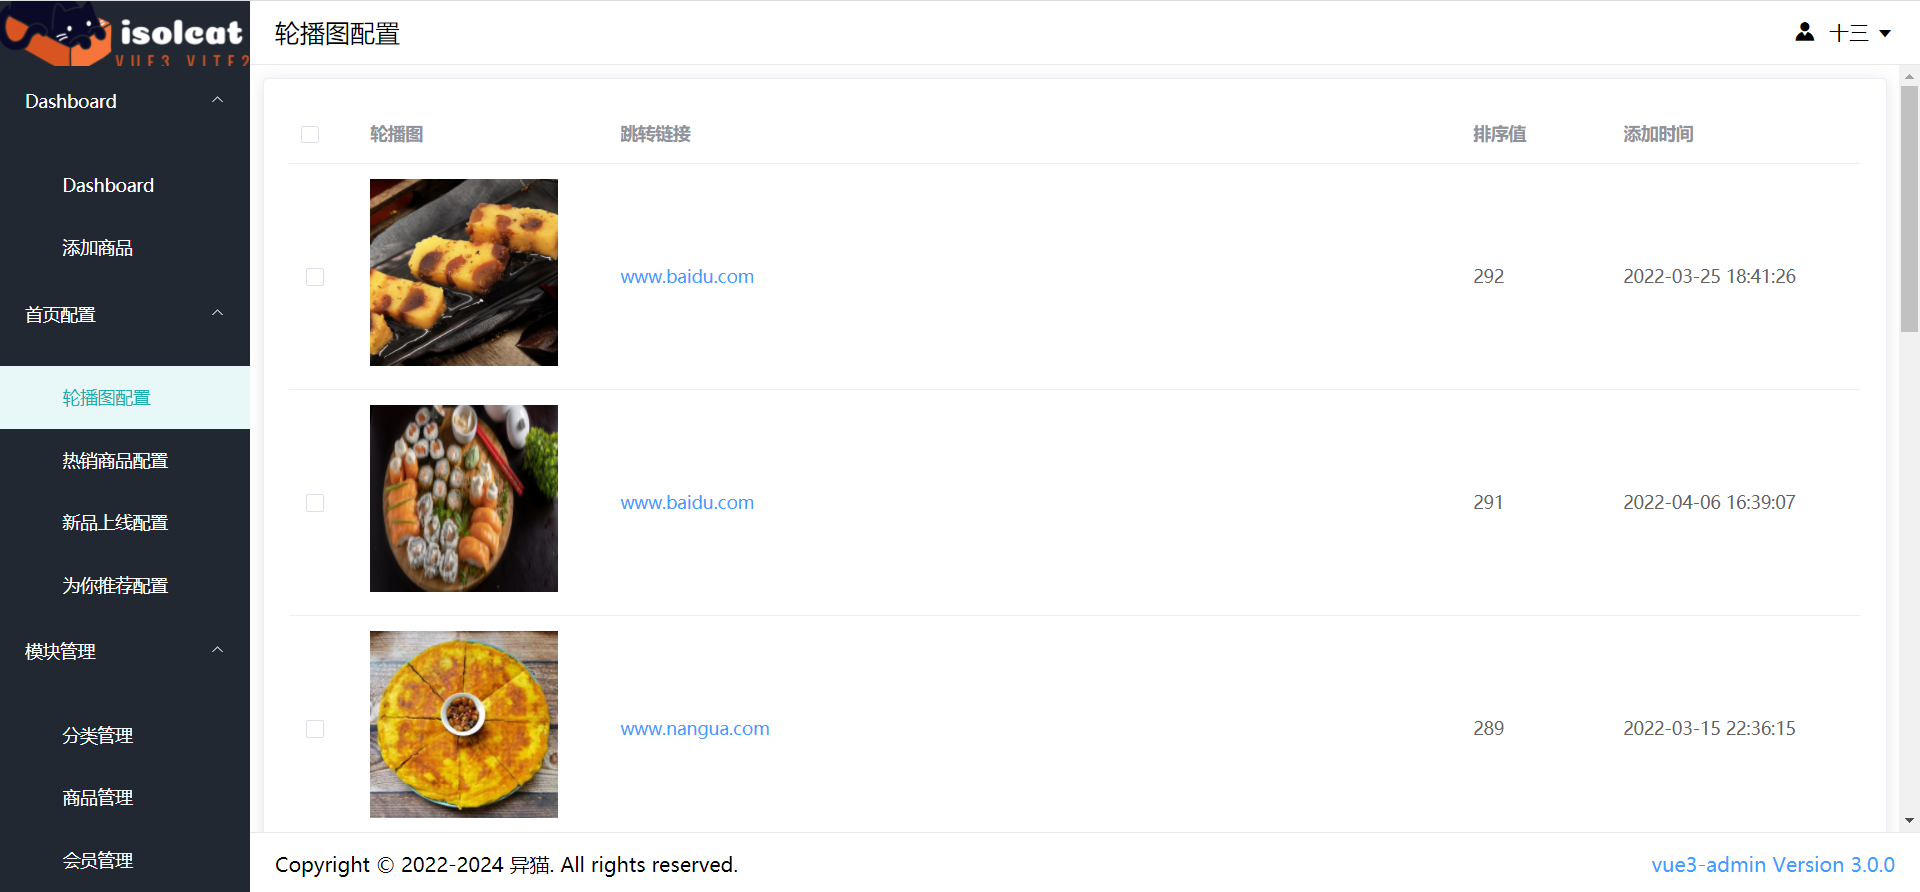 isolcat
VUE3 VITE2
轮播图配置
十三
Dashboard
Dashboard
添加商品
首页配置
轮播图配置
热销商品配置
新品上线配置
为你推荐配置
模块管理
分类管理
商品管理
会员管理
轮播图 跳转链接 排序值 添加时间
www.baidu.com 292 2022-03-25 18:41:26
www.baidu.com 291 2022-04-06 16:39:07
www.nangua.com 289 2022-03-15 22:36:15
Copyright © 2022-2024 异猫. All rights reserved.
vue3-admin Version 3.0.0